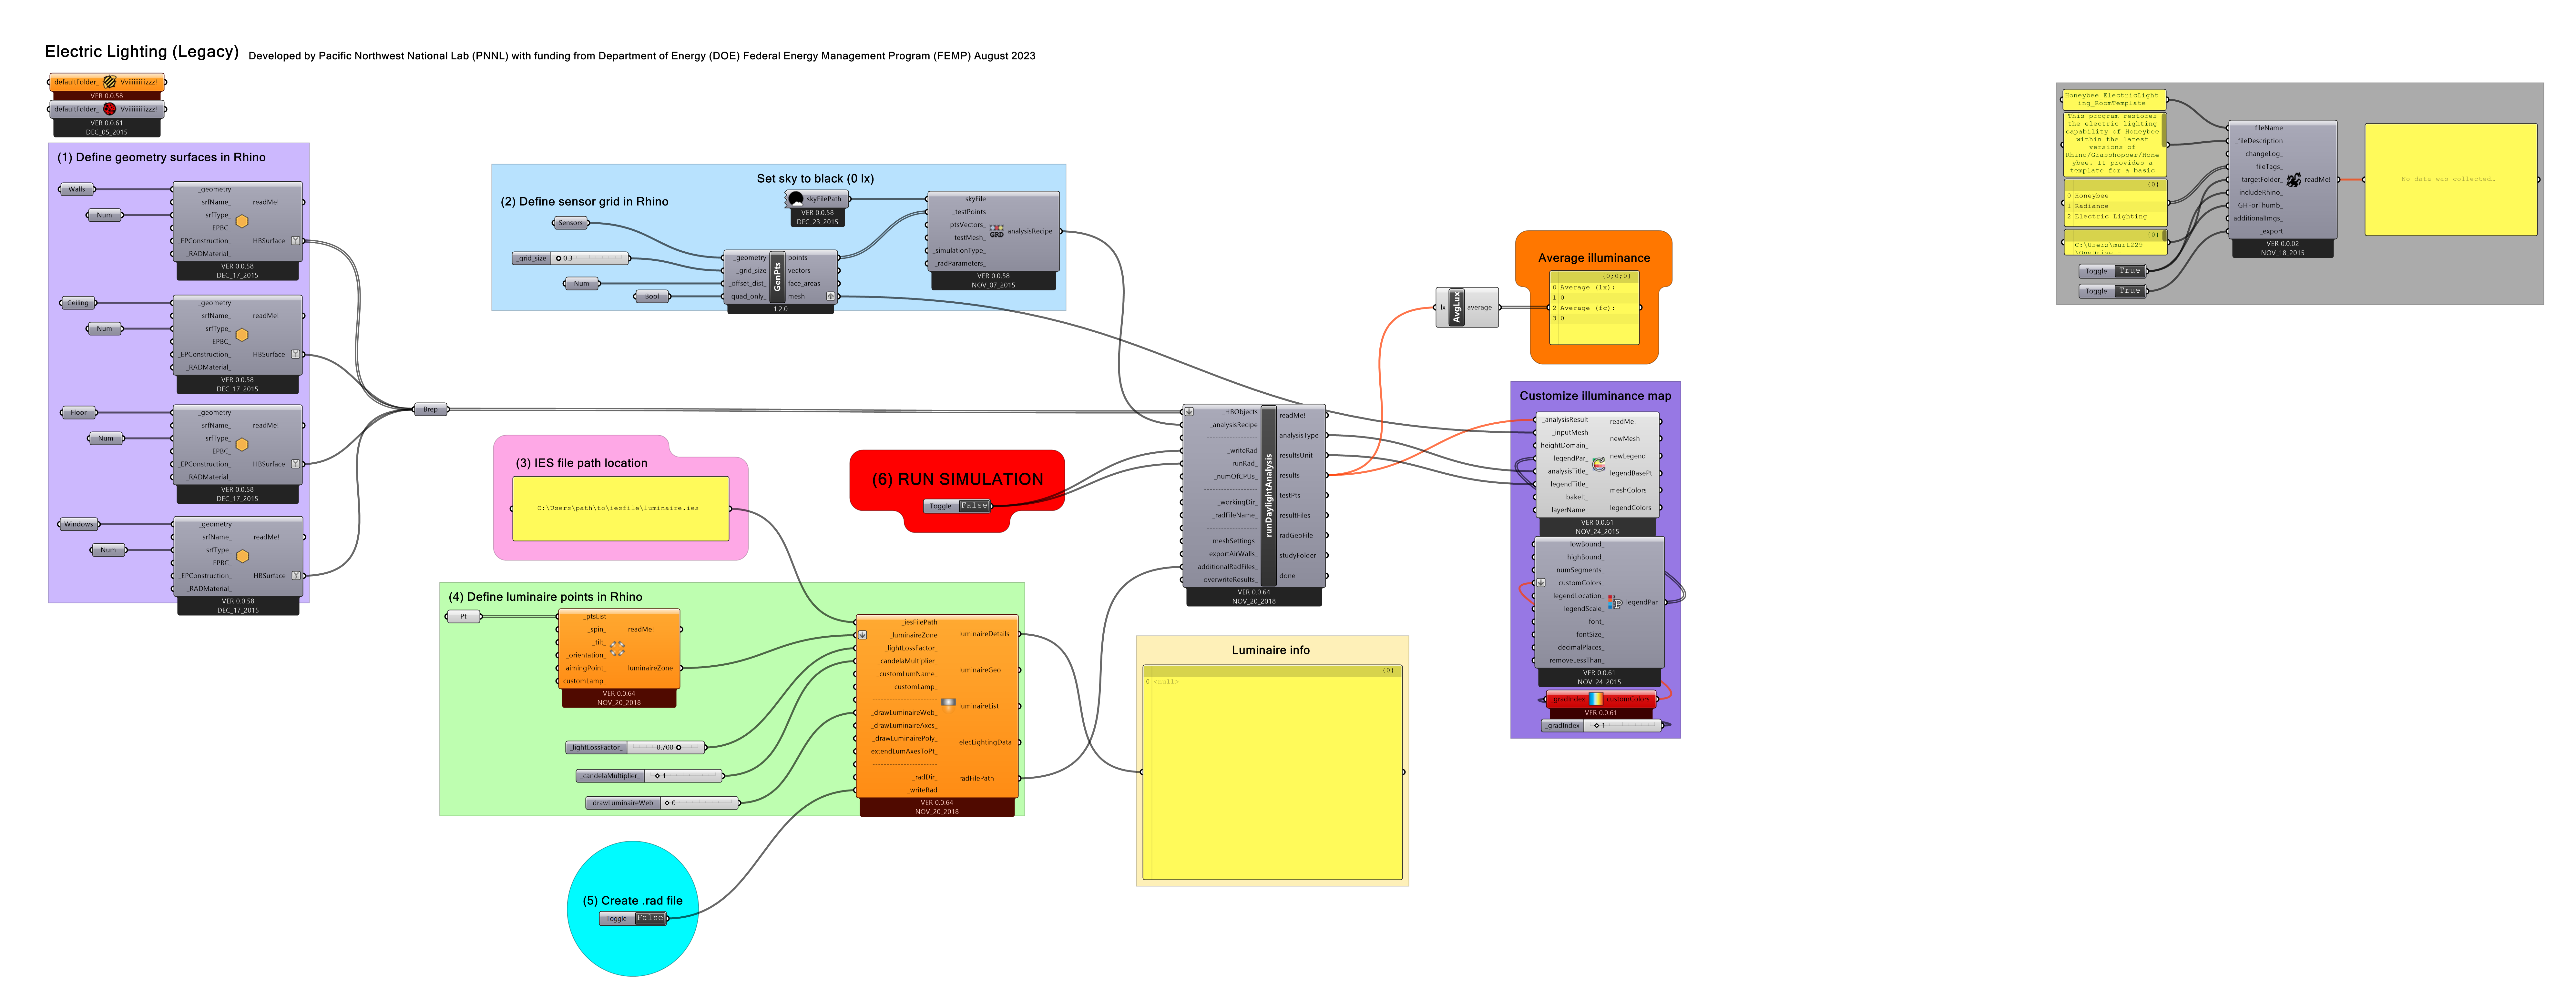 Electric Lighting (Legacy) Developed by Pacific Northwest National Lab (PNNL) with funding from Department of Energy (DOE) Federal Energy Management Program (FEMP) August 2023
defaultFolder_ Vviiiiiiiiiizzz!
VER 0.0.58
defaultFolder_ Vviiiiiiiiiizzz!
VER 0.0.61
DEC_05_2015
(1) Define geometry surfaces in Rhino
Walls
Num
_geometry
srfName_ readMe!
srfType_
EPBC_
_EPConstruction_ HBSurface
_RADMaterial_
VER 0.0.58
DEC_17_2015
Ceiling
Num
_geometry
srfName_ readMe!
srfType_
EPBC_
_EPConstruction_ HBSurface
_RADMaterial_
VER 0.0.58
DEC_17_2015
Floor
Num
_geometry
srfName_ readMe!
srfType_
EPBC_
_EPConstruction_ HBSurface
_RADMaterial_
VER 0.0.58
DEC_17_2015
Windows
Num
_geometry
srfName_ readMe!
srfType_
EPBC_
_EPConstruction_ HBSurface
_RADMaterial_
VER 0.0.58
DEC_17_2015
Brep
Set sky to black (0 lx)
(2) Define sensor grid in Rhino
skyFilePath
VER 0.0.58
DEC_23_2015
Sensors
_grid_size 0.3
Num
Bool
_geometry points
_grid_size vectors
_offset_dist_ face_areas
quad_only_ mesh
GenPts
1.2.0
_skyFile
_testPoints
ptsVectors_
testMesh_
_simulationType_
_radParameters_
GRD
analysisRecipe
VER 0.0.58
NOV_07_2015
(3) IES file path location
C:\Users\path\to\iesfile\luminaire.ies
(6) RUN SIMULATION
Toggle False
(4) Define luminaire points in Rhino
Pt
_ptsList
_spin_ readMe!
_tilt_
_orientation_
aimingPoint_ luminaireZone
customLamp_
VER 0.0.64
NOV_20_2018
_lightLossFactor_ 0.700
_candelaMultiplier_ 1
_drawLuminaireWeb_ 0
_iesFilePath
_luminaireZone
_lightLossFactor_
_candelaMultiplier_
_customLumName_
customLamp_
--------------------
_drawLuminaireWeb_
_drawLuminaireAxes_
_drawLuminairePoly_
extendLumAxesToPt_
--------------------
_radDir_
_writeRad
luminaireDetails
luminaireGeo
luminaireList
elecLightingData
radFilePath
VER 0.0.64
NOV_20_2018
(5) Create .rad file
Toggle False
_HBObjects
_analysisRecipe
--------------------
_writeRad
runRad_
_numOfCPUs_
--------------------
_workingDir_
_radFileName_
--------------------
meshSettings_
exportAirWalls_
additionalRadFiles_
overwriteResults_
runDaylightAnalysis
readMe!
analysisType
resultsUnit
results
testPts
resultFiles
radGeoFile
studyFolder
done
VER 0.0.64
NOV_20_2018
Luminaire info
{0}
0 <null>
lx AvgLux average
Average illuminance
{0;0;0}
0 Average (lx):
1 0
2 Average (fc):
3 0
Customize illuminance map
_analysisResult
_inputMesh
heightDomain_
legendPar_
analysisTitle_
legendTitle_
bakeIt_
layerName_
readMe!
newMesh
newLegend
legendBasePt
meshColors
legendColors
VER 0.0.61
NOV_24_2015
lowBound_
highBound_
numSegments_
customColors_
legendLocation_
legendScale_
font_
fontSize_
decimalPlaces_
removeLessThan_
legendPar
VER 0.0.61
NOV_24_2015
_gradIndex customColors
VER 0.0.61
_gradIndex 1
Honeybee_ElectricLight
ing_RoomTemplate
This program restores
the electric lighting
capability of Honeybee
within the latest
versions of
Rhino/Grasshopper/Hone
ybee. It provides a
template for a basic
{0}
0 Honeybee
1 Radiance
2 Electric Lighting
{0}
C:\Users\mart229
\OneDrive -
Toggle True
Toggle True
_fileName
_fileDescription
changeLog_
fileTags_
targetFolder_
includeRhino_
GHForThumb_
additionalImgs_
_export
readMe!
VER 0.0.02
NOV_18_2015
No data was collected…